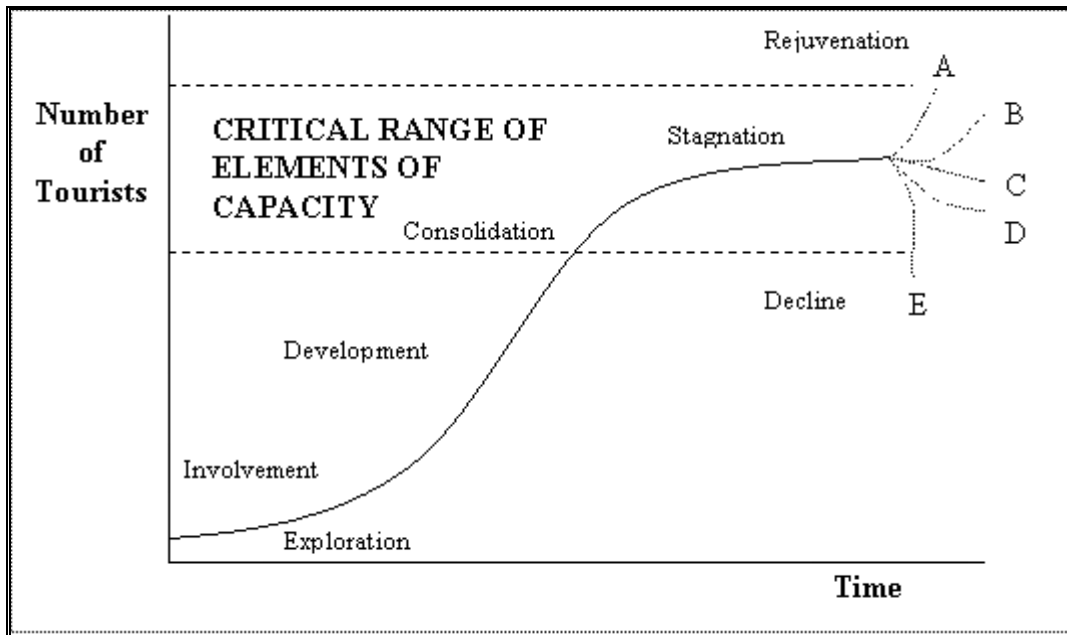 Rejuvenation
A
Number
of
Tourists
CRITICAL RANGE OF
ELEMENTS OF
CAPACITY
B
Stagnation
C
Consolidation
D
Decline
E
Development
Involvement
Exploration
Time